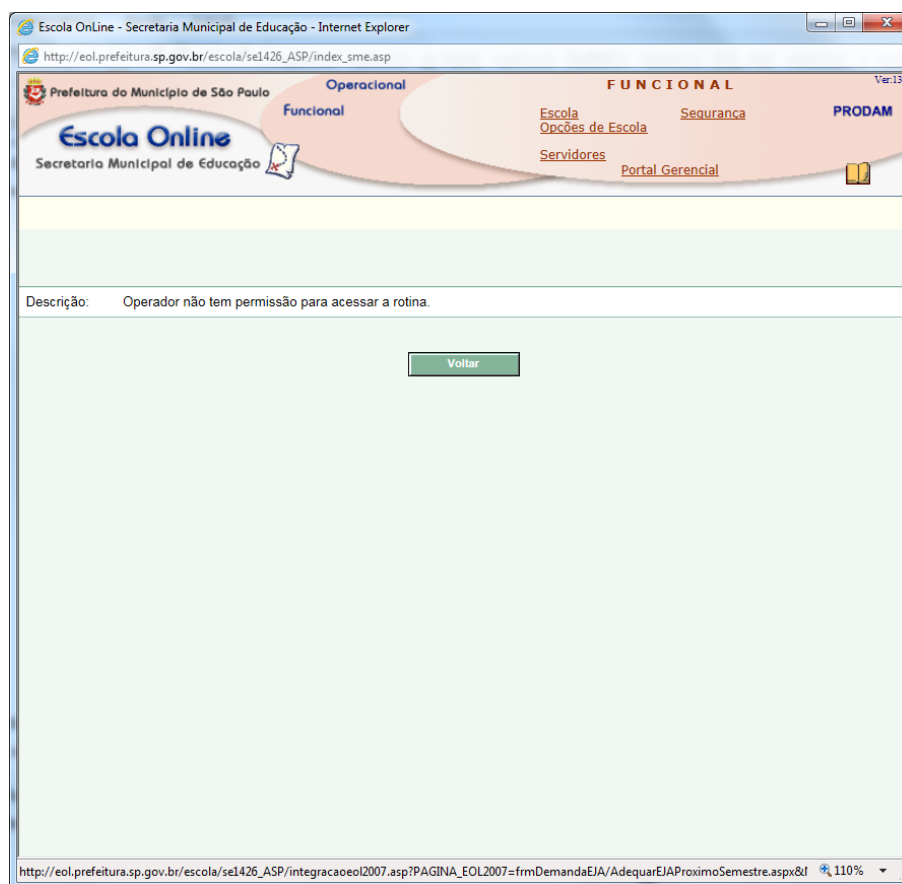 Escola OnLine - Secretaria Municipal de Educação - Internet Explorer
http://eol.prefeitura.sp.gov.br/escola/se1426_ASP/index_sme.asp
Prefeitura do Município de São Paulo
Operacional
FUNCIONAL
Ver:13
Funcional
Escola
Segurança
PRODAM
Opções de Escola
Escola Online
Servidores
Secretaria Municipal de Educação
Portal Gerencial
Descrição: Operador não tem permissão para acessar a rotina.
Voltar
http://eol.prefeitura.sp.gov.br/escola/se1426_ASP/integracaoeol2007.asp?PAGINA_EOL2007=frmDemandaEJA/AdequarEJAProximoSemestre.aspx& 110%